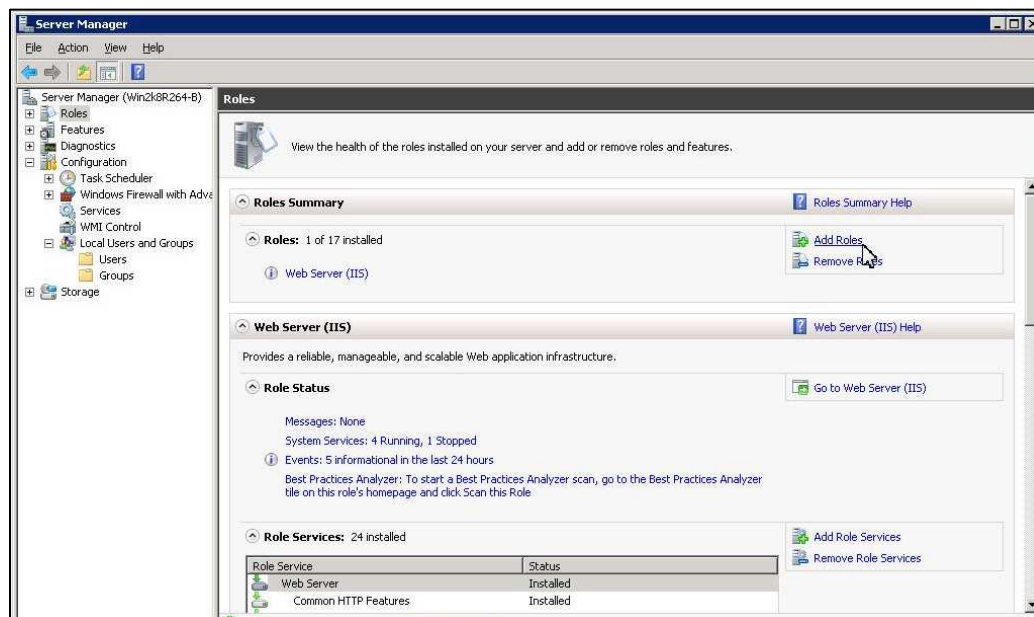 Server Manager
File Action View Help
Server Manager (Win2k8R264-B)
Roles
Features
Diagnostics
Configuration
Task Scheduler
Windows Firewall with Adva
Services
WMI Control
Local Users and Groups
Users
Groups
Storage
Roles
View the health of the roles installed on your server and add or remove roles and features.
Roles Summary
Roles Summary Help
Roles: 1 of 17 installed
Add Roles
Web Server (IIS)
Remove Roles
Web Server (IIS)
Web Server (IIS) Help
Provides a reliable, manageable, and scalable Web application infrastructure.
Role Status
Go to Web Server (IIS)
Messages: None
System Services: 4 Running, 1 Stopped
Events: 5 informational in the last 24 hours
Best Practices Analyzer: To start a Best Practices Analyzer scan, go to the Best Practices Analyzer
tile on this role's homepage and click Scan this Role
Role Services: 24 installed
Add Role Services
Remove Role Services
Role Service Status
Web Server Installed
Common HTTP Features Installed